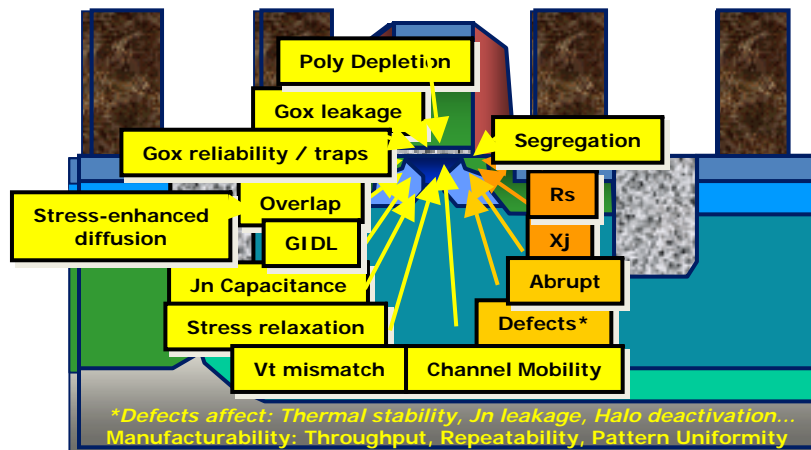 Poly Depletion
Gox leakage
Gox reliability / traps
Segregation
Overlap
Rs
Stress-enhanced
diffusion
GIDL
Xj
Jn Capacitance
Abrupt
Stress relaxation
Defects*
Vt mismatch
Channel Mobility
*Defects affect: Thermal stability, Jn leakage, Halo deactivation...
Manufacturability: Throughput, Repeatability, Pattern Uniformity